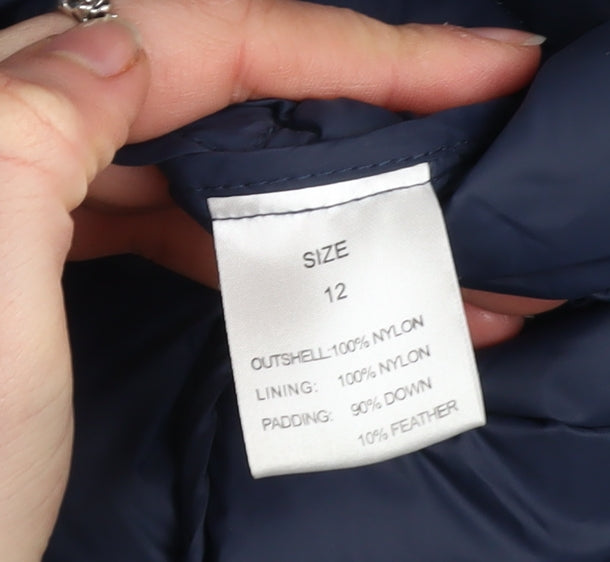 SIZE
12
OUTSHELL:100% NYLON
LINING: 100% NYLON
PADDING: 90% DOWN
10% FEATHER